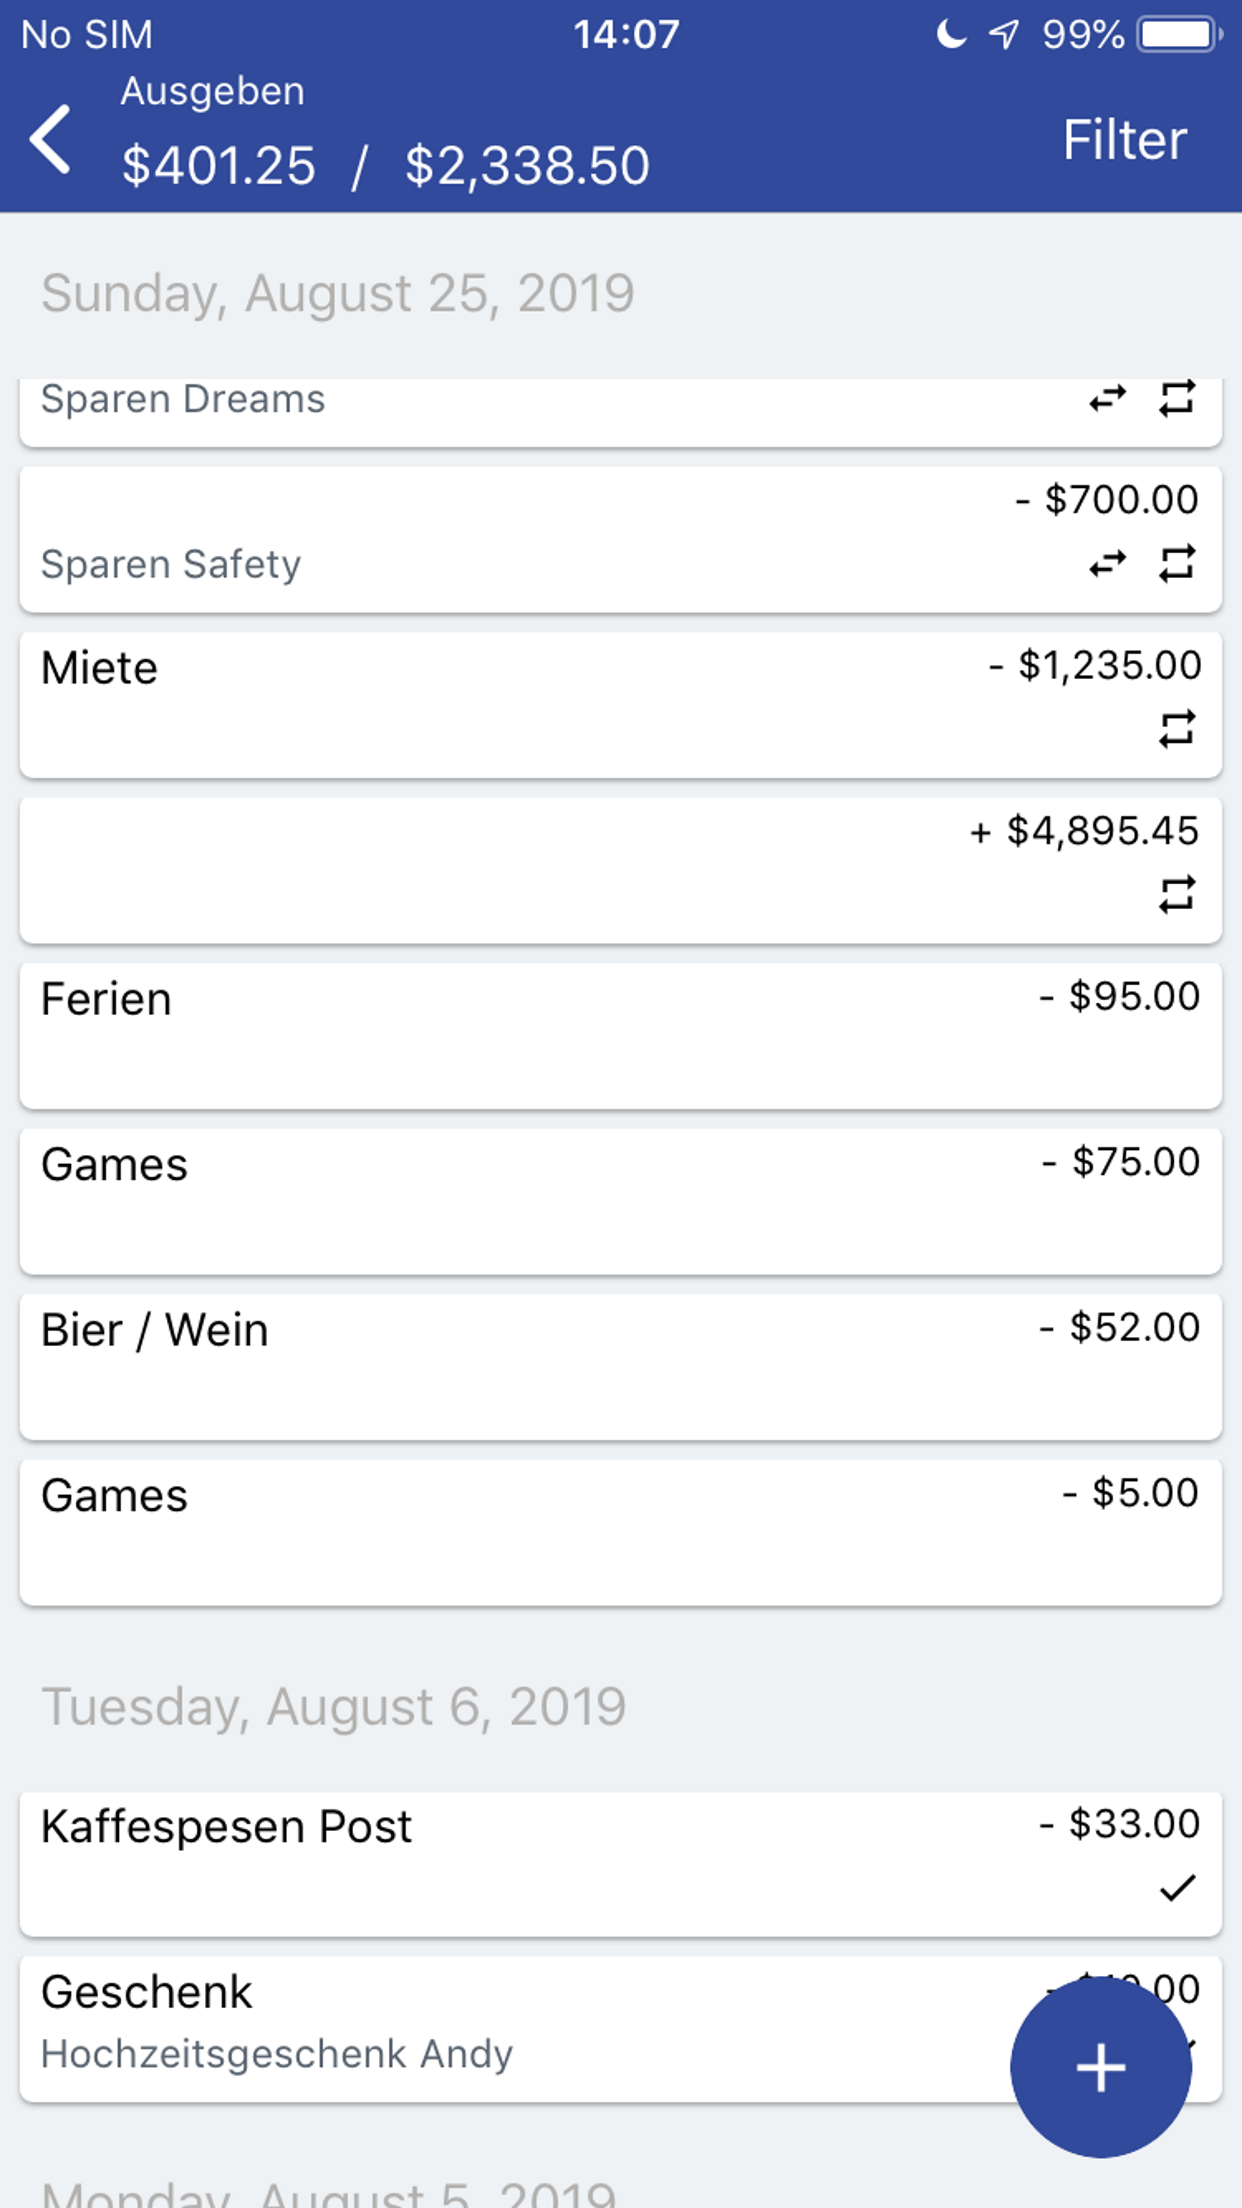 No SIM 14:07 99%
Ausgeben
$401.25 / $2,338.50
Filter
Sunday, August 25, 2019
Sparen Dreams
- $700.00
Sparen Safety
Miete - $1,235.00
+ $4,895.45
Ferien - $95.00
Games - $75.00
Bier / Wein - $52.00
Games - $5.00
Tuesday, August 6, 2019
Kaffespesen Post - $33.00
Geschenk
Hochzeitsgeschenk Andy
+
Monday, August 5, 2019